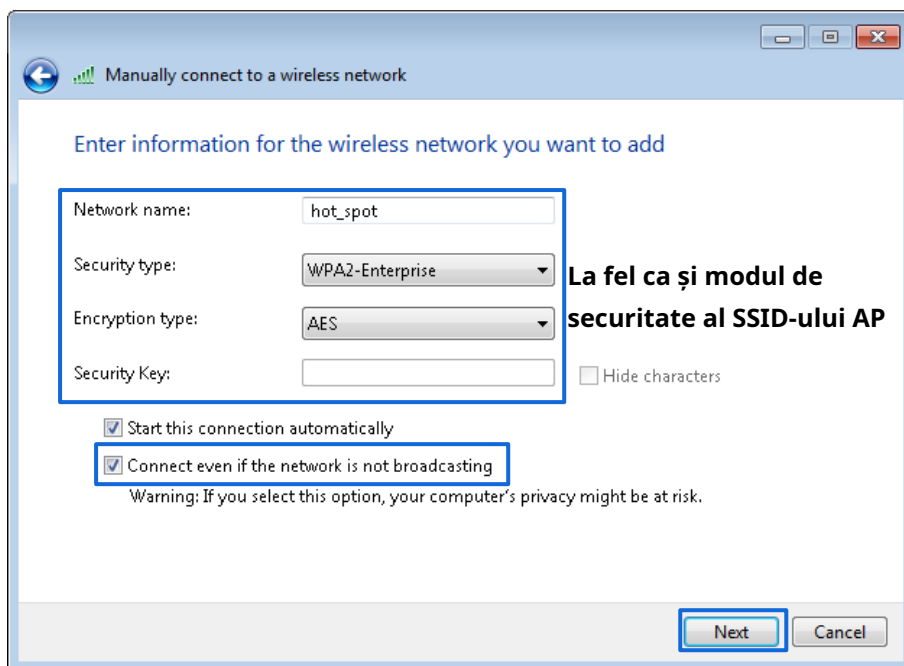 Manually connect to a wireless network
Enter information for the wireless network you want to add
Network name:
hot_spot
Security type:
WPA2-Enterprise
La fel ca și modul de
securitate al SSID-ului AP
Encryption type:
AES
Security Key:
Hide characters
Start this connection automatically
Connect even if the network is not broadcasting
Warning: If you select this option, your computer's privacy might be at risk.
Next
Cancel